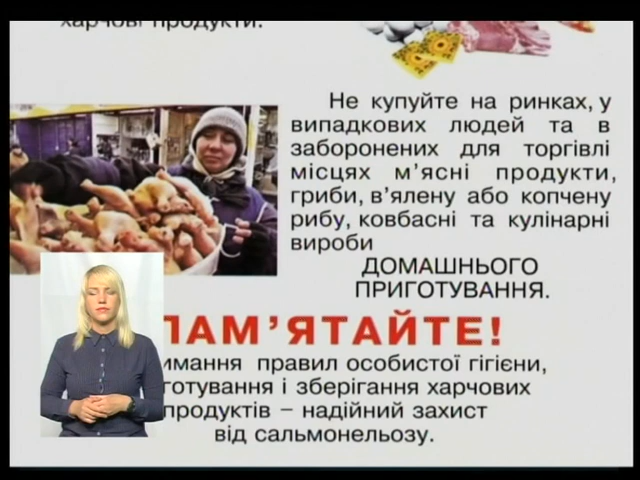 харчові продукти.
Не купуйте на ринках, у
випадкових людей та в
заборонених для торгівлі
місцях м’ясні продукти,
гриби, в’ялену або копчену
рибу, ковбасні та кулінарні
вироби
ДОМАШНЬОГО
ПРИГОТУВАННЯ.
ПАМ’ЯТАЙТЕ!
правил особистої гігієни,
і зберігання харчових
продуктів – надійний захист
від сальмонельозу.